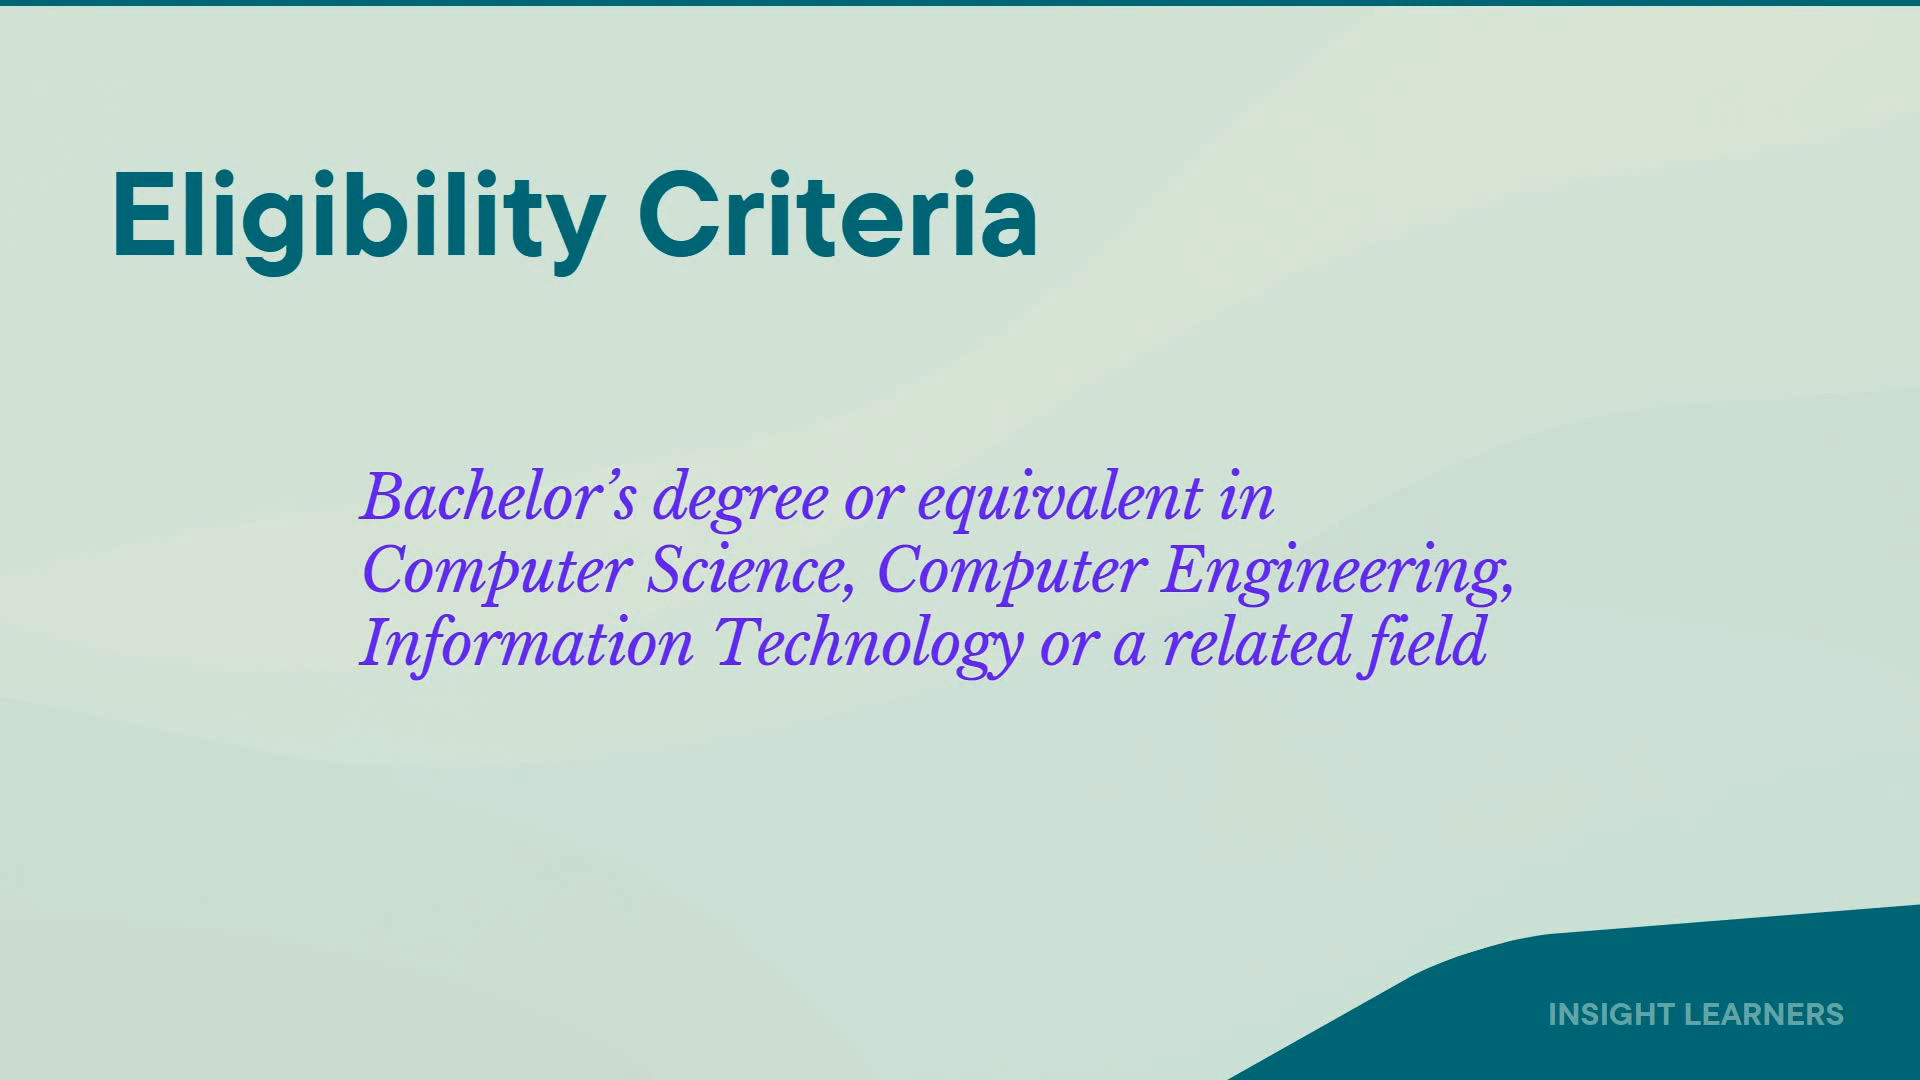 Eligibility Criteria
Bachelor’s degree or equivalent in
Computer Science, Computer Engineering,
Information Technology or a related field
INSIGHT LEARNERS